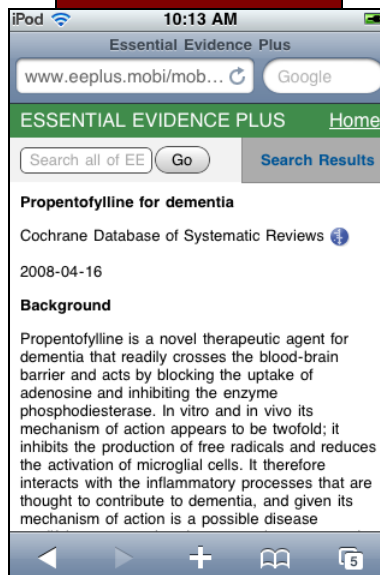 iPod 10:13 AM
Essential Evidence Plus
www.eeplus.mobi/mob... Google
ESSENTIAL EVIDENCE PLUS Home
Search all of EE Go Search Results
Propentofylline for dementia
Cochrane Database of Systematic Reviews
2008-04-16
Background
Propentofylline is a novel therapeutic agent for
dementia that readily crosses the blood-brain
barrier and acts by blocking the uptake of
adenosine and inhibiting the enzyme
phosphodiesterase. In vitro and in vivo its
mechanism of action appears to be twofold; it
inhibits the production of free radicals and reduces
the activation of microglial cells. It therefore
interacts with the inflammatory processes that are
thought to contribute to dementia, and given its
mechanism of action is a possible disease
5